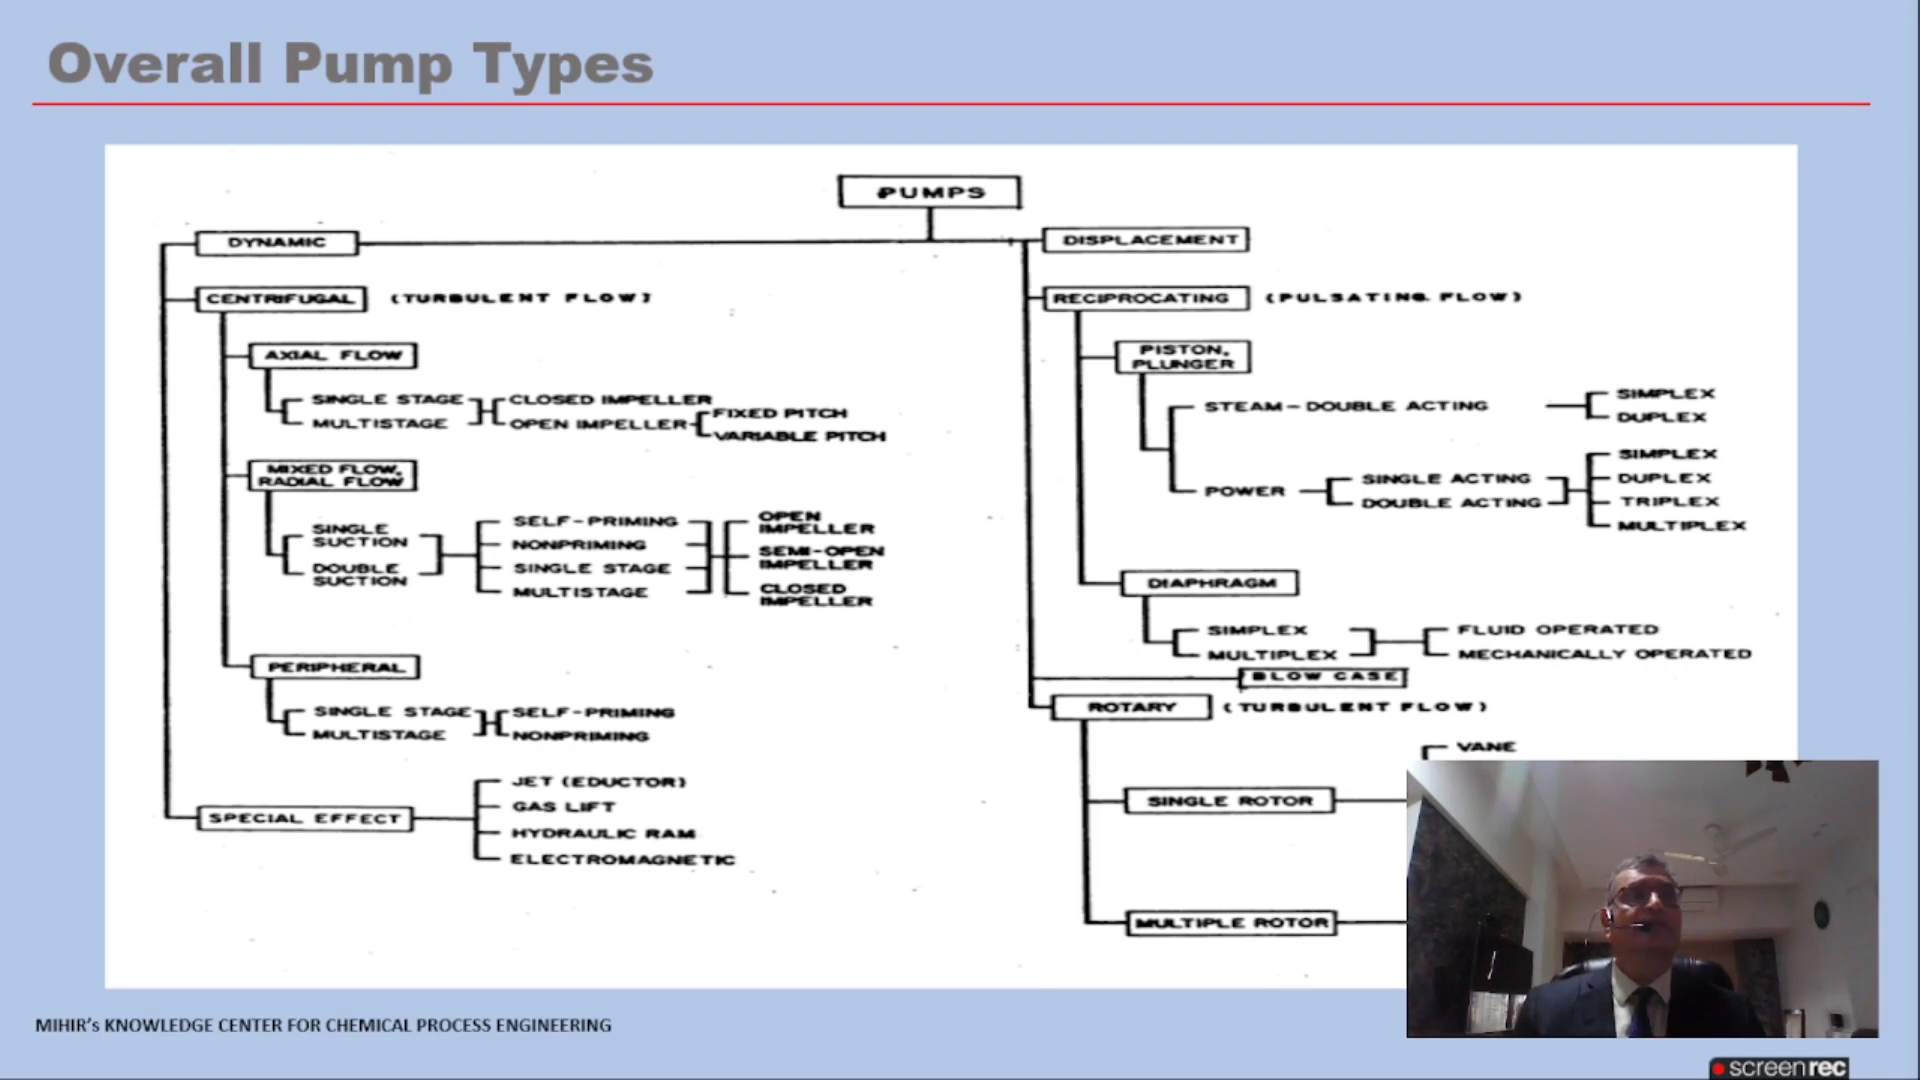 Overall Pump Types
PUMPS
DYNAMIC
DISPLACEMENT
CENTRIFUGAL (TURBULENT FLOW)
AXIAL FLOW
SINGLE STAGE
MULTISTAGE
CLOSED IMPELLER
OPEN IMPELLER
FIXED PITCH
VARIABLE PITCH
MIXED FLOW,
RADIAL FLOW
SINGLE
SUCTION
DOUBLE
SUCTION
SELF-PRIMING
NONPRIMING
SINGLE STAGE
MULTISTAGE
OPEN
IMPELLER
SEMI-OPEN
IMPELLER
CLOSED
IMPELLER
PERIPHERAL
SINGLE STAGE
MULTISTAGE
SELF-PRIMING
NONPRIMING
SPECIAL EFFECT
JET (EDUCTOR)
GAS LIFT
HYDRAULIC RAM
ELECTROMAGNETIC
RECIPROCATING (PULSATING FLOW)
PISTON,
PLUNGER
STEAM-DOUBLE ACTING
SIMPLEX
DUPLEX
POWER
SINGLE ACTING
DOUBLE ACTING
SIMPLEX
DUPLEX
TRIPLEX
MULTIPLEX
DIAPHRAGM
SIMPLEX
MULTIPLEX
FLUID OPERATED
MECHANICALLY OPERATED
BLOW CASE
ROTARY (TURBULENT FLOW)
VANE
SINGLE ROTOR
MULTIPLE ROTOR
MIHIR's KNOWLEDGE CENTER FOR CHEMICAL PROCESS ENGINEERING
screenrec